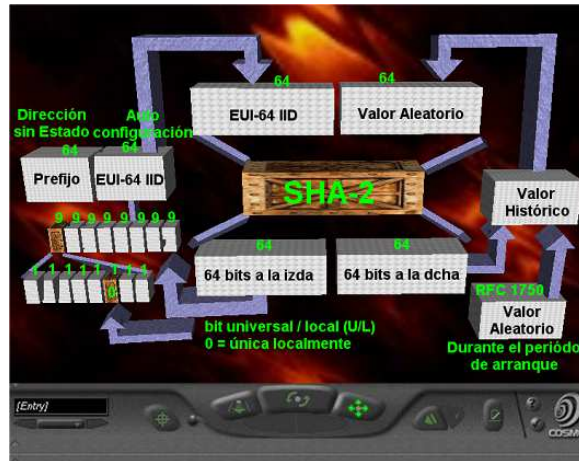 64
64
EUI-64 IID
Valor Aleatorio
Dirección
sin Estado
Auto
configuración
64
64
Prefijo
EUI-64 IID
SHA-2
Valor
Histórico
9 9 9 9 9 9 9 9
64
64
64 bits a la izda
64 bits a la dcha
1 1 1 1 1 1 1 1
0
RFC 1750
Valor
Aleatorio
bit universal / local (U/L)
0 = única localmente
Durante el periódo
de arranque
[Entry]
?
COSMO